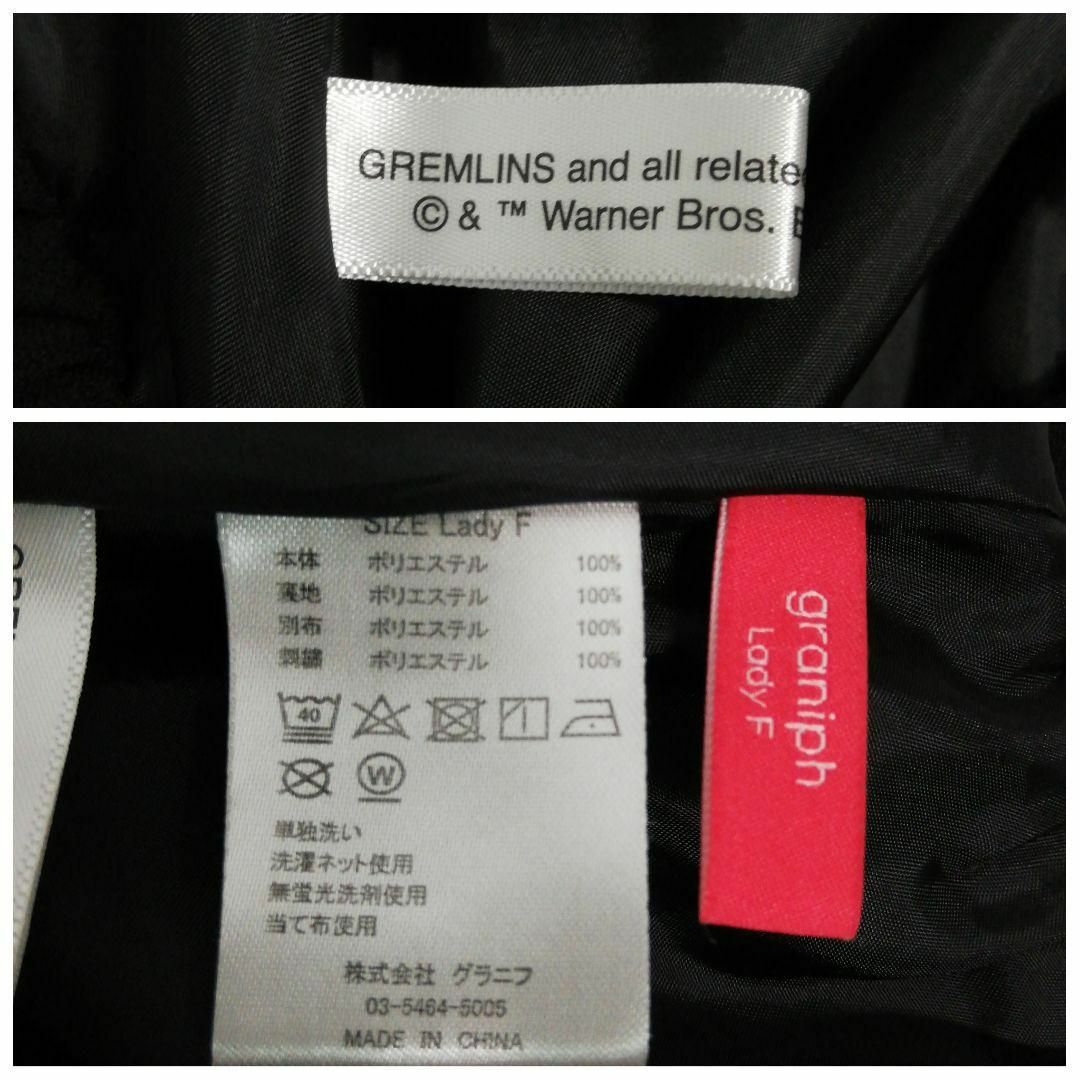 GREMLINS and all relate
© & ™ Warner Bros.
SIZE Lady F
本体 ポリエステル 100%
裏地 ポリエステル 100%
別布 ポリエステル 100%
刺繍 ポリエステル 100%
40
W
単独洗い
洗濯ネット使用
無蛍光洗剤使用
当て布使用
株式会社 グラニフ
03-5464-5005
MADE IN CHINA
graniph
Lady F